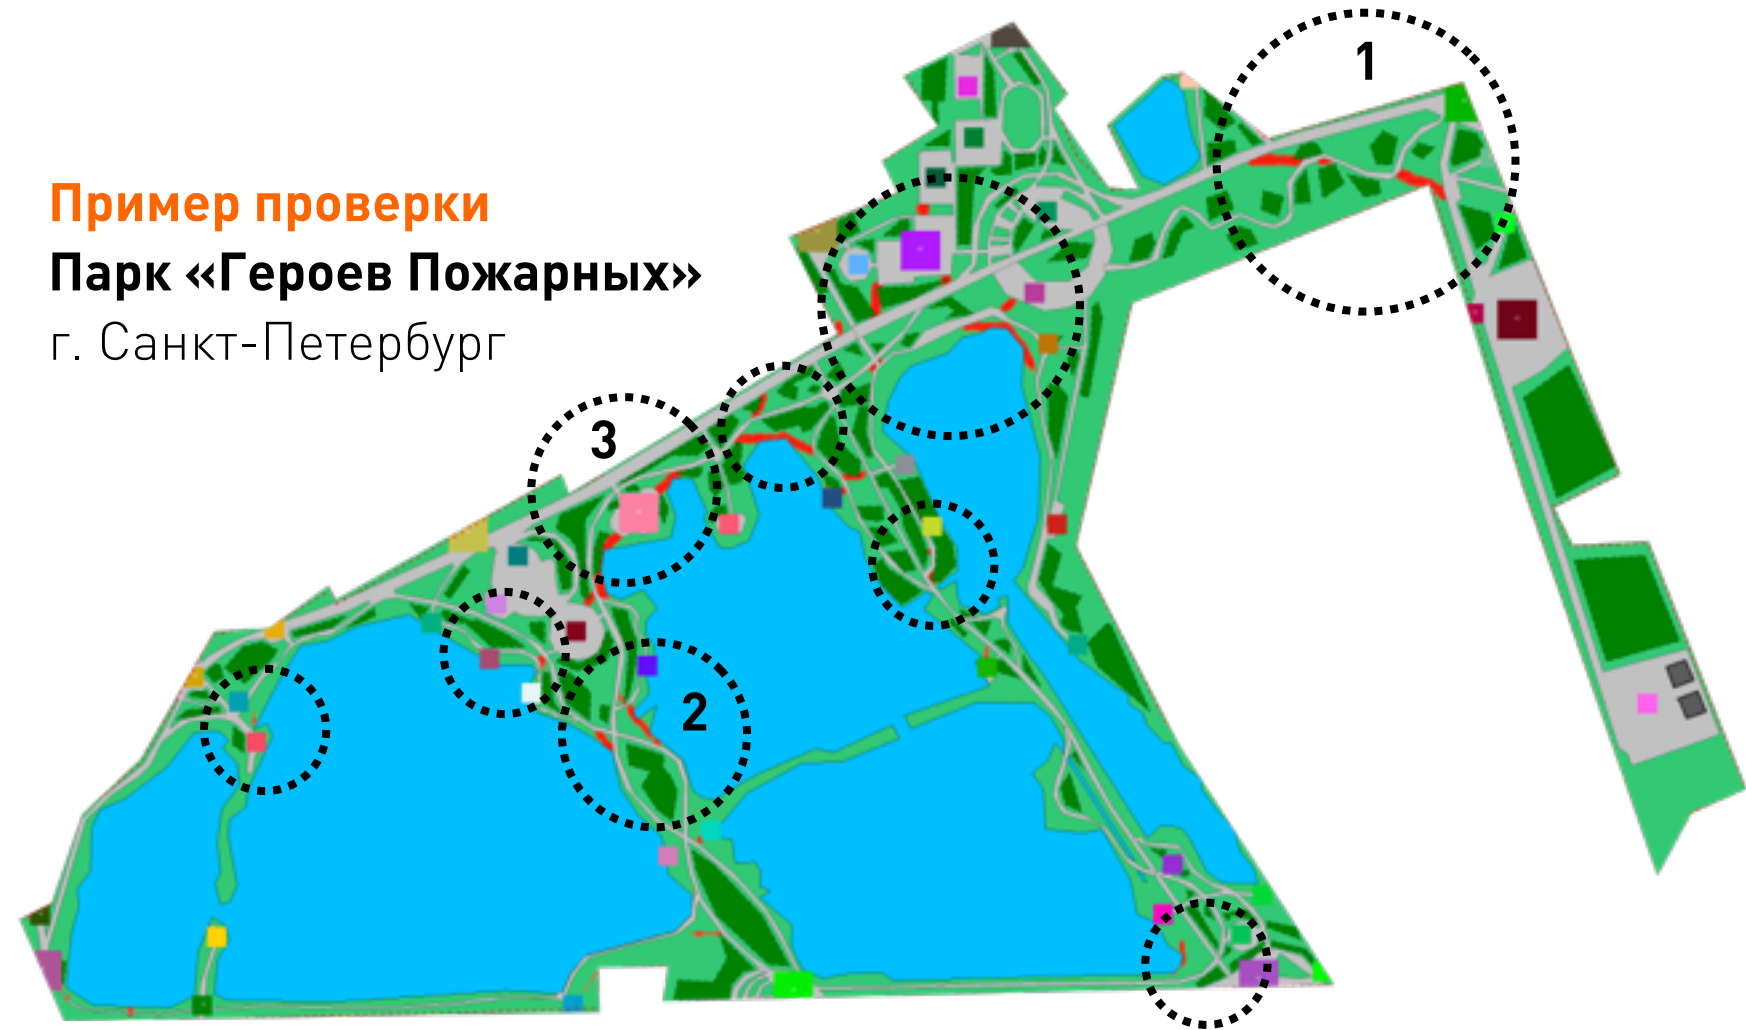 Пример проверки
Парк «Героев Пожарных»
г. Санкт-Петербург
1
3
2